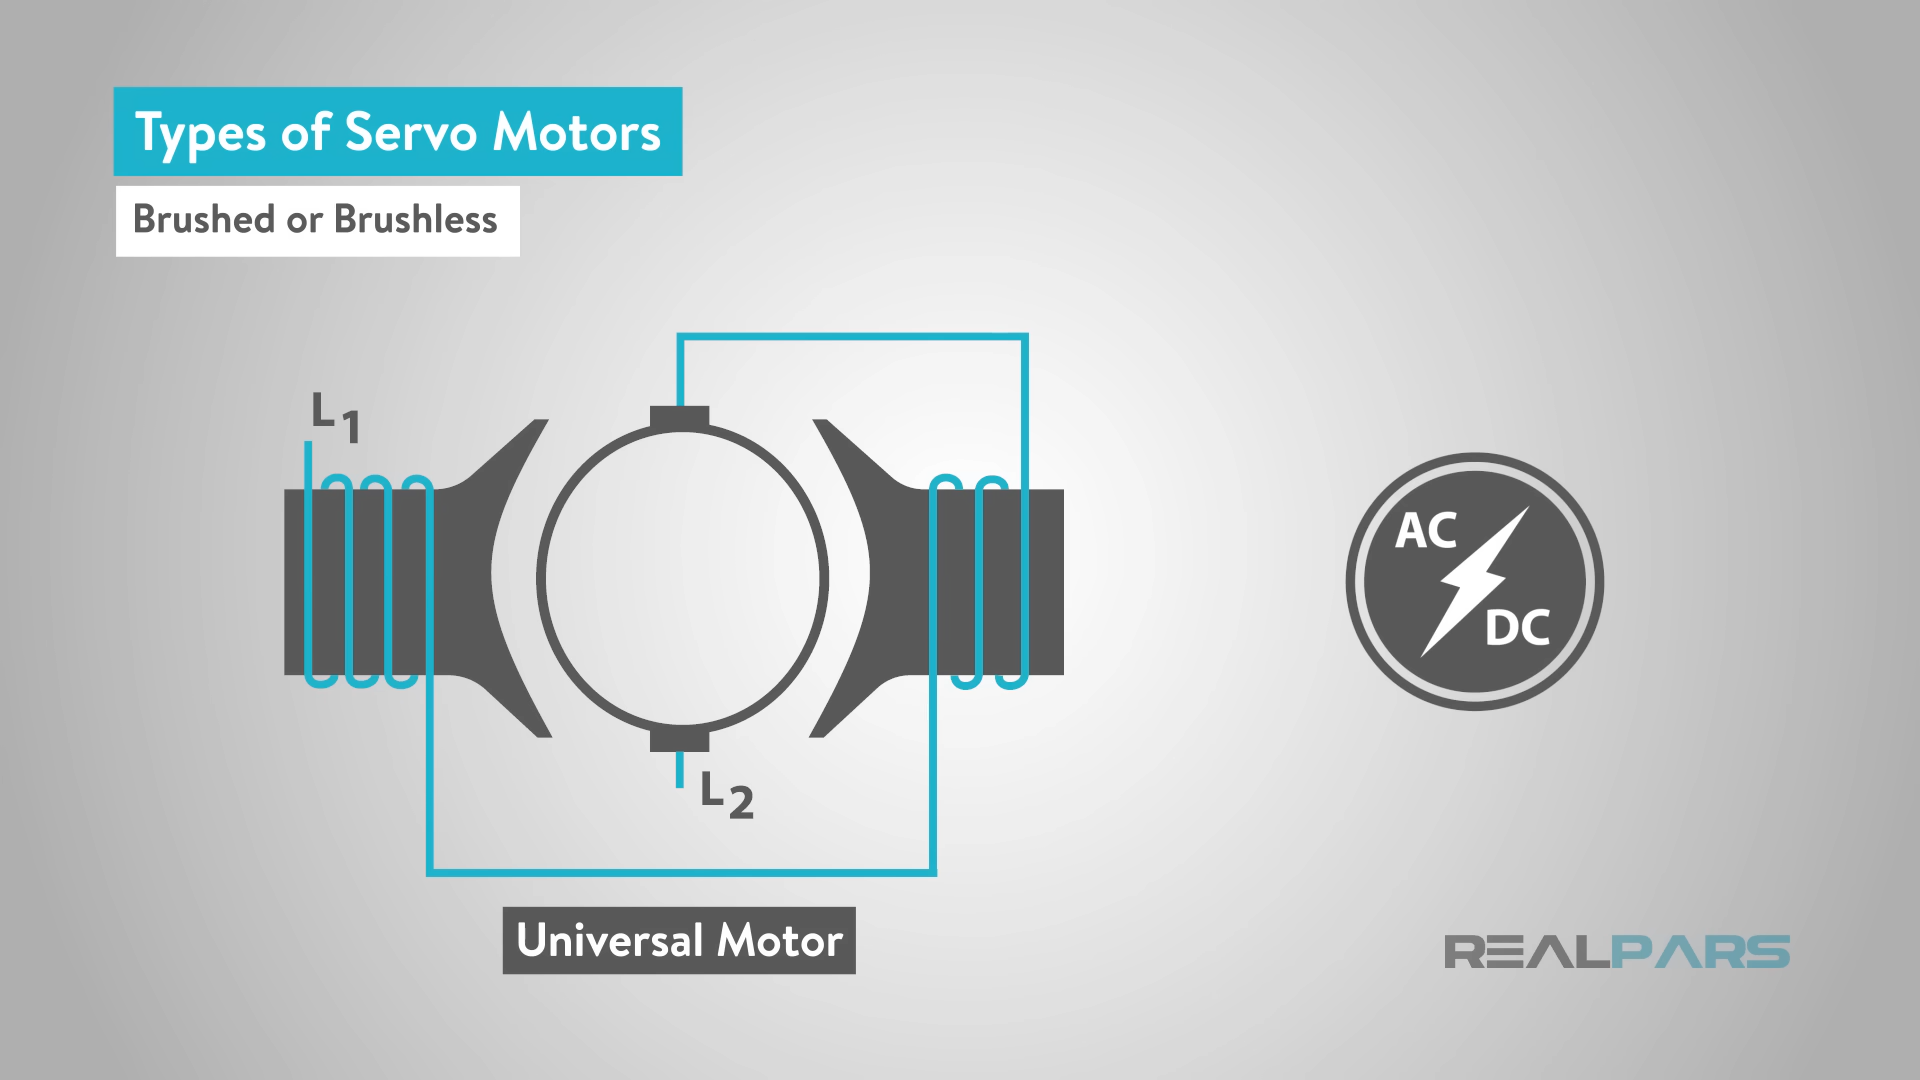 Types of Servo Motors
Brushed or Brushless
L1
AC
DC
L2
Universal Motor
REALPARS